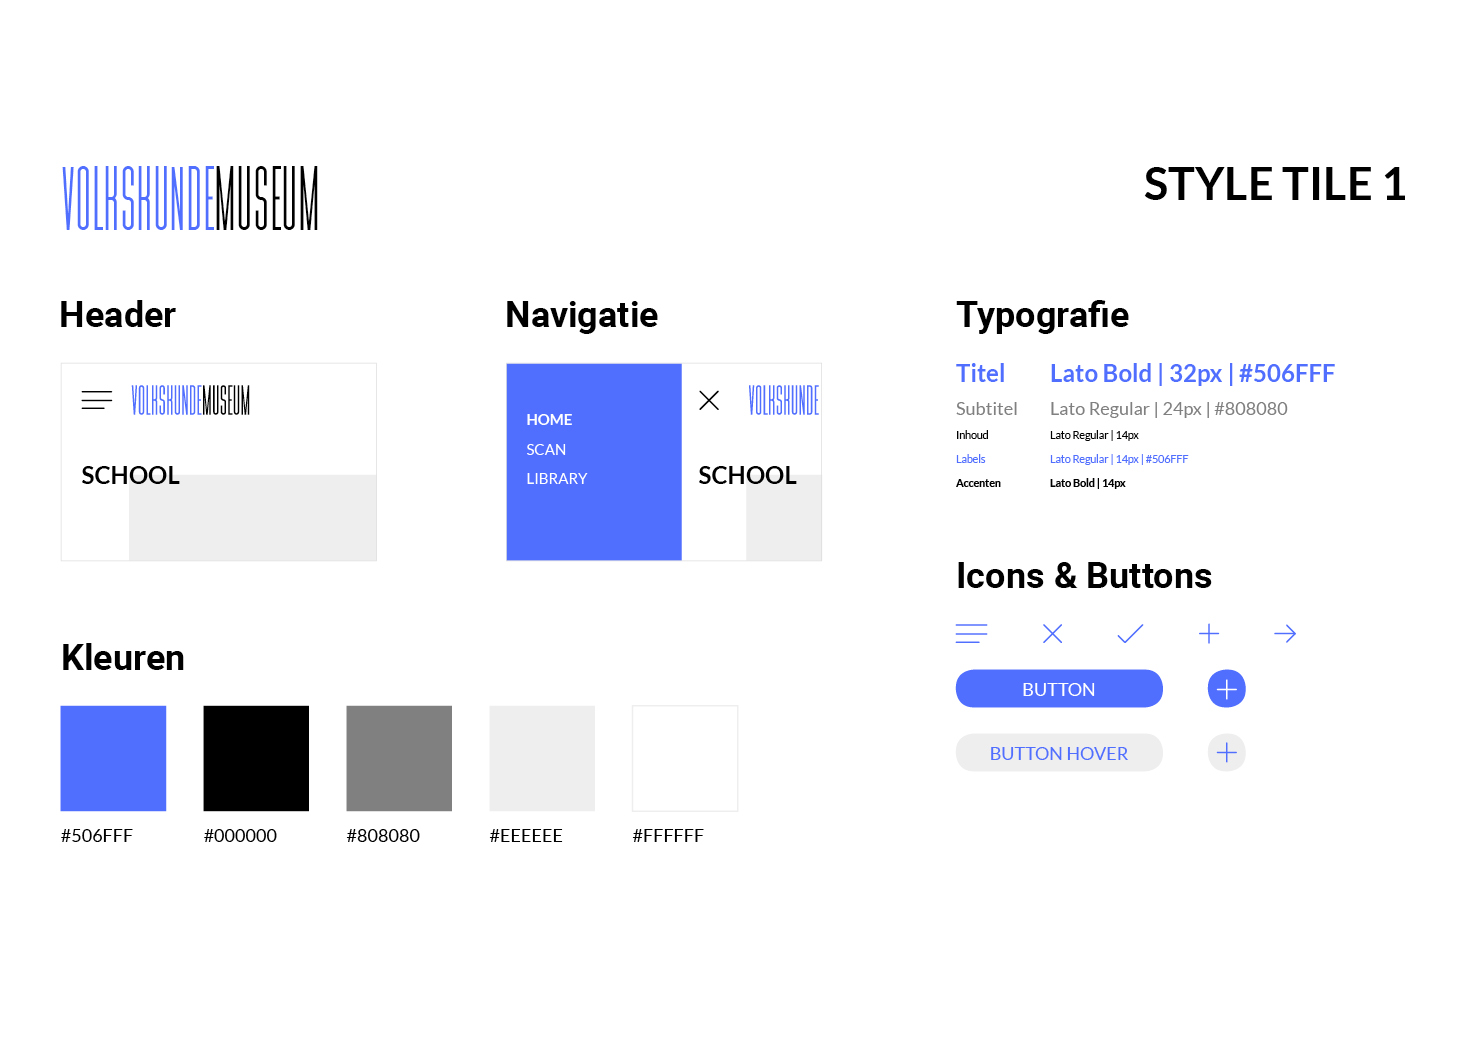 VOLKSKUNDEMUSEUM
STYLE TILE 1
Header
VOLKSKUNDEMUSEUM
SCHOOL
Navigatie
HOME
SCAN
LIBRARY
VOLKSKUNDE
SCHOOL
Typografie
Titel Lato Bold | 32px | #506FFF
Subtitel Lato Regular | 24px | #808080
Inhoud Lato Regular | 14px
Labels Lato Regular | 14px | #506FFF
Accenten Lato Bold | 14px
Icons & Buttons
BUTTON
BUTTON HOVER
Kleuren
#506FFF #000000 #808080 #EEEEEE #FFFFFF